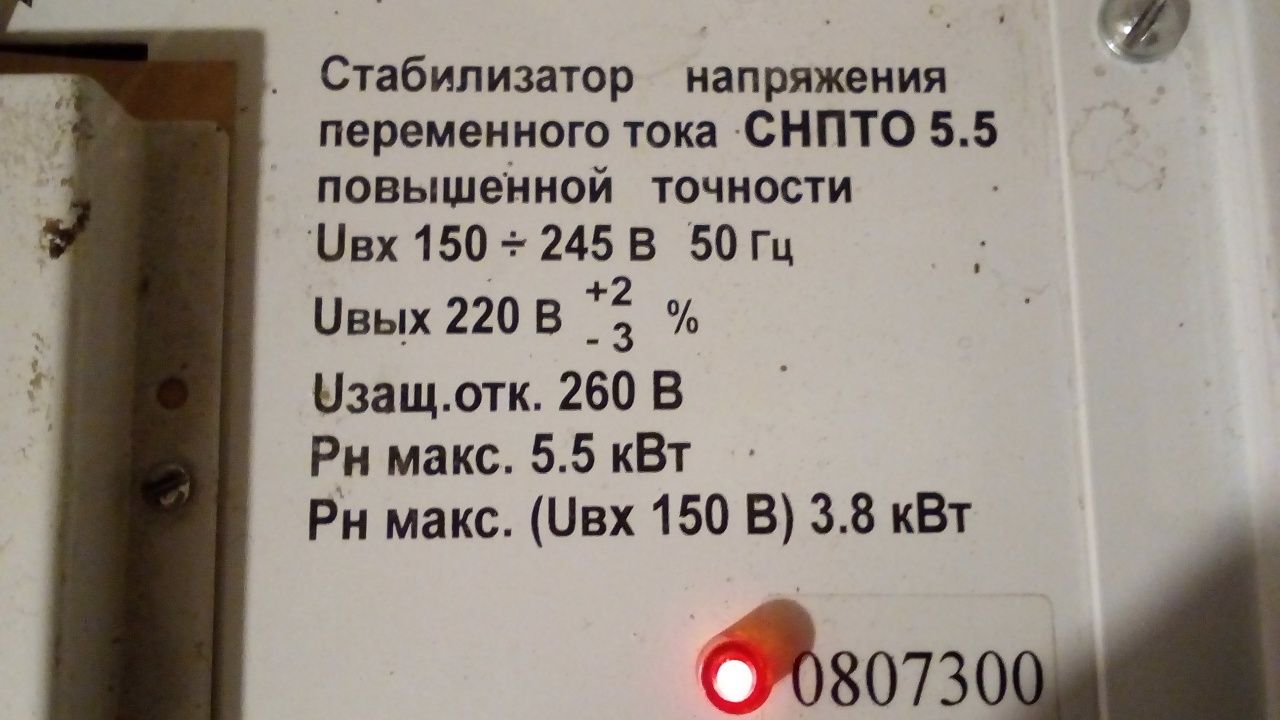 Стабилизатор напряжения
переменного тока СНПТО 5.5
повышенной точности
Uвх 150 ÷ 245 В 50 Гц
Uвых 220 В +2 - 3 %
Uзащ.отк. 260 В
Рн макс. 5.5 кВт
Рн макс. (Uвх 150 В) 3.8 кВт
0807300